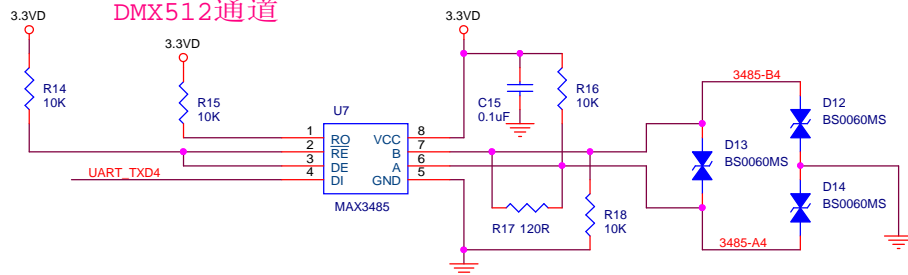 DMX512通道
3.3VD
3.3VD
3.3VD
R14
10K
R15
10K
U7
1 RO VCC 8
2 RE B 7
3 DE A 6
4 DI GND 5
MAX3485
UART_TXD4
C15
0.1uF
R16
10K
R17 120R
R18
10K
3485-B4
D12
BS0060MS
D13
BS0060MS
D14
BS0060MS
3485-A4